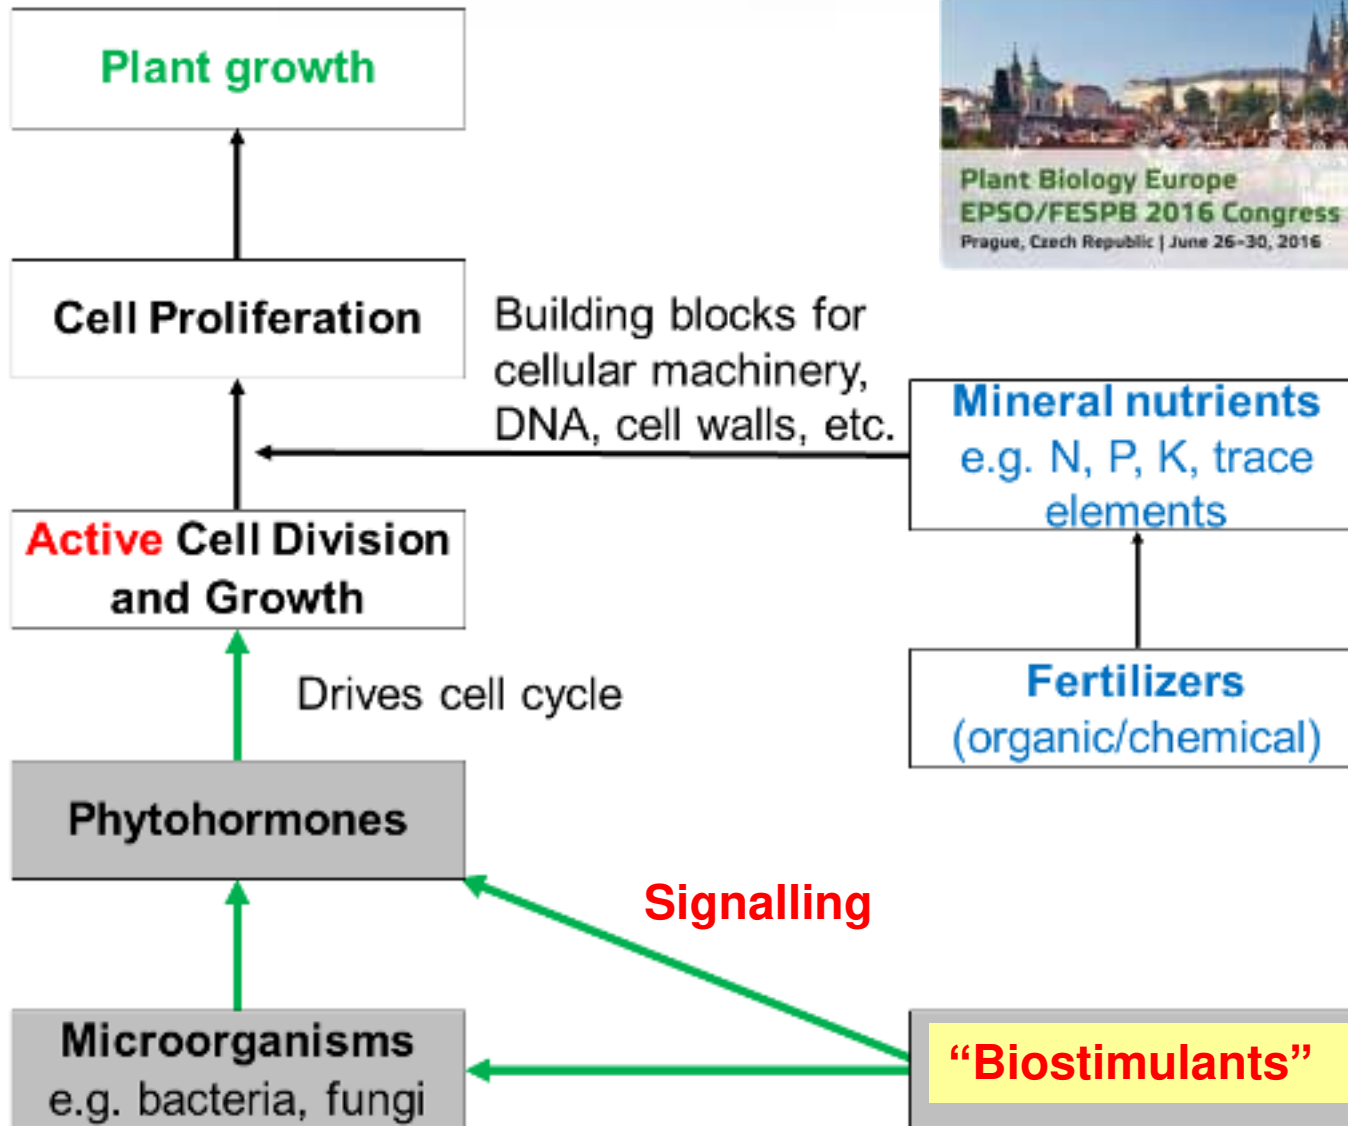 Plant growth
Plant Biology Europe
EPSO/FESPB 2016 Congress
Prague, Czech Republic | June 26-30, 2016
Cell Proliferation
Building blocks for
cellular machinery,
DNA, cell walls, etc.
Mineral nutrients
e.g. N, P, K, trace
elements
Active Cell Division
and Growth
Drives cell cycle
Fertilizers
(organic/chemical)
Phytohormones
Signalling
Microorganisms
e.g. bacteria, fungi
“Biostimulants”